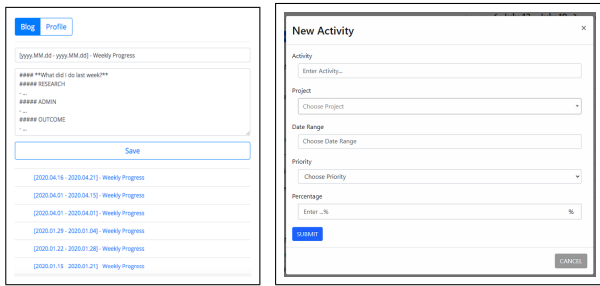 Blog Profile
[yyyy.MM.dd - yyyy.MM.dd] - Weekly Progress
#### **What did I do last week?**
##### RESEARCH
- ...
##### ADMIN
- ...
##### OUTCOME
- ...
Save
[2020.04.16 - 2020.04.21] - Weekly Progress
[2020.04.01 - 2020.04.15] - Weekly Progress
[2020.04.01 - 2020.04.01] - Weekly Progress
[2020.01.29 - 2020.01.04] - Weekly Progress
[2020.01.22 - 2020.01.28] - Weekly Progress
[2020.01.15 2020.01.21] Weekly Progress
New Activity ×
Activity
Enter Activity...
Project
Choose Project
Date Range
Choose Date Range
Priority
Choose Priority
Percentage
Enter ...% %
SUBMIT
CANCEL